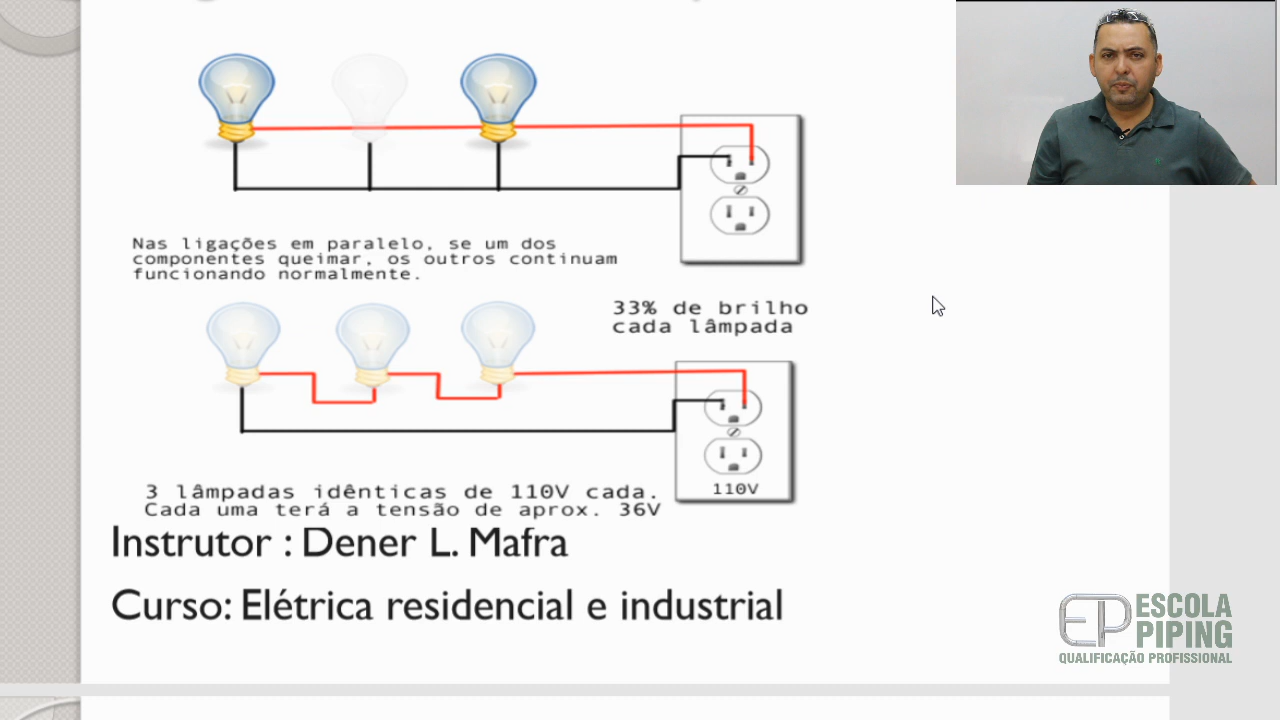 Nas ligações em paralelo, se um dos
componentes queimar, os outros continuam
funcionando normalmente.
33% de brilho
cada lâmpada
110V
3 lâmpadas idênticas de 110V cada.
Cada uma terá a tensão de aprox. 36V
Instrutor : Dener L. Mafra
Curso: Elétrica residencial e industrial
EP ESCOLA
PIPING
QUALIFICAÇÃO PROFISSIONAL